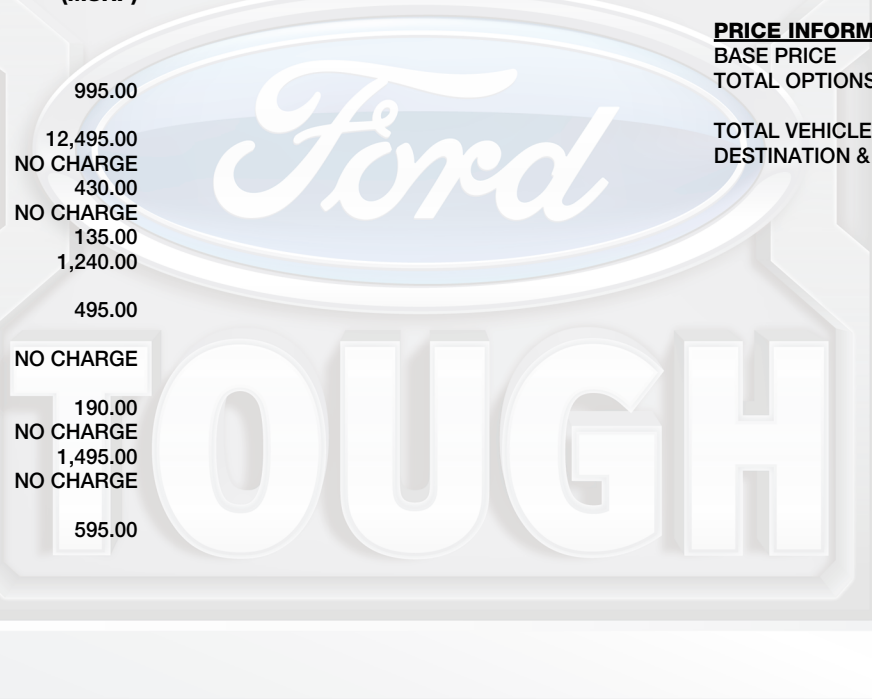 PRICE INFORM
BASE PRICE
TOTAL OPTIONS
TOTAL VEHICLE
DESTINATION &
995.00
12,495.00
NO CHARGE
430.00
NO CHARGE
135.00
1,240.00
495.00
NO CHARGE
190.00
NO CHARGE
1,495.00
NO CHARGE
595.00
Ford
TOUGH